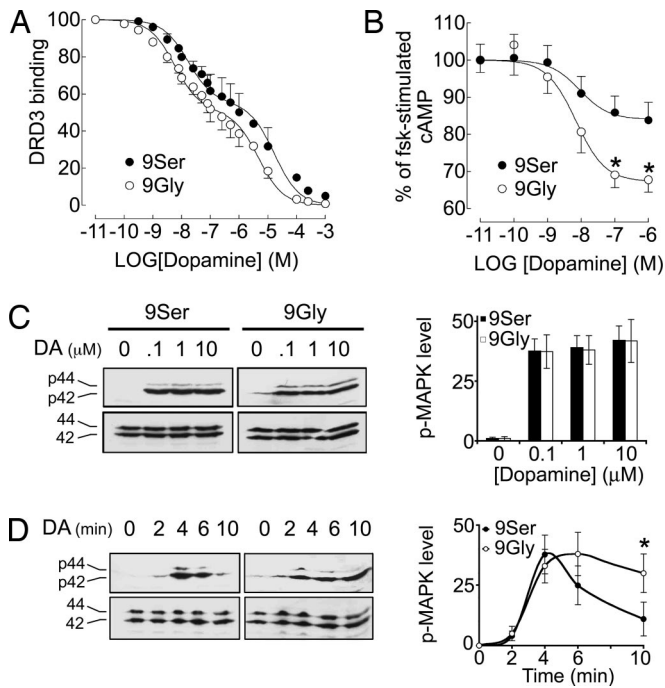 A
DRD3 binding
100
80
60
40
20
0
9Ser
9Gly
-11 -10 -9 -8 -7 -6 -5 -4 -3
LOG[Dopamine] (M)
B
% of fsk-stimulated
cAMP
110
100
90
80
70
60
9Ser
9Gly
* *
-11 -10 -9 -8 -7 -6
LOG [Dopamine] (M)
C
9Ser 9Gly
DA (μM) 0 .1 1 10 0 .1 1 10
p44
p42
44
42
p-MAPK level
50
25
0
9Ser
9Gly
0 0.1 1 10
[Dopamine] (μM)
D
DA (min) 0 2 4 6 10 0 2 4 6 10
p44
p42
44
42
p-MAPK level
50
25
0
9Ser
9Gly
*
0 2 4 6 10
Time (min)